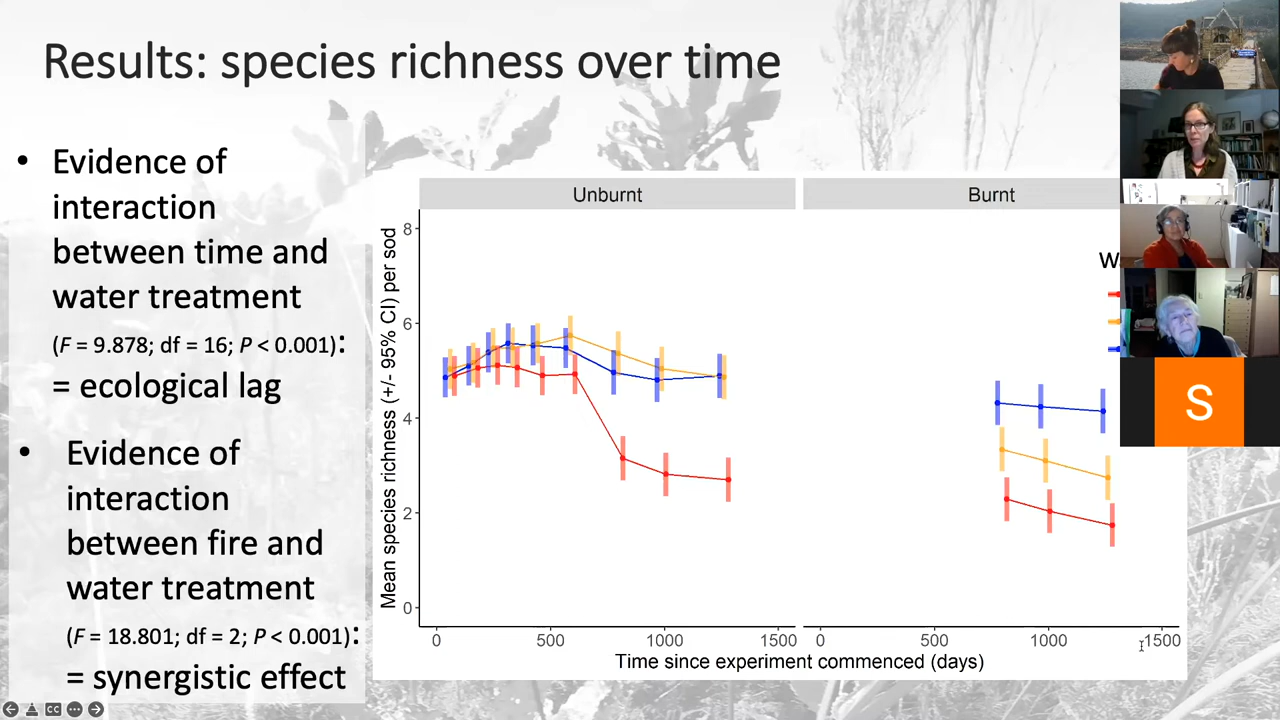 Results: species richness over time
• Evidence of
interaction
between time and
water treatment
(F = 9.878; df = 16; P < 0.001):
= ecological lag
• Evidence of
interaction
between fire and
water treatment
(F = 18.801; df = 2; P < 0.001):
= synergistic effect
Unburnt
Burnt
Mean species richness (+/- 95% CI) per sod
8
6
4
2
0
0 500 1000 1500
0 500 1000 1500
Time since experiment commenced (days)
W
S
CC